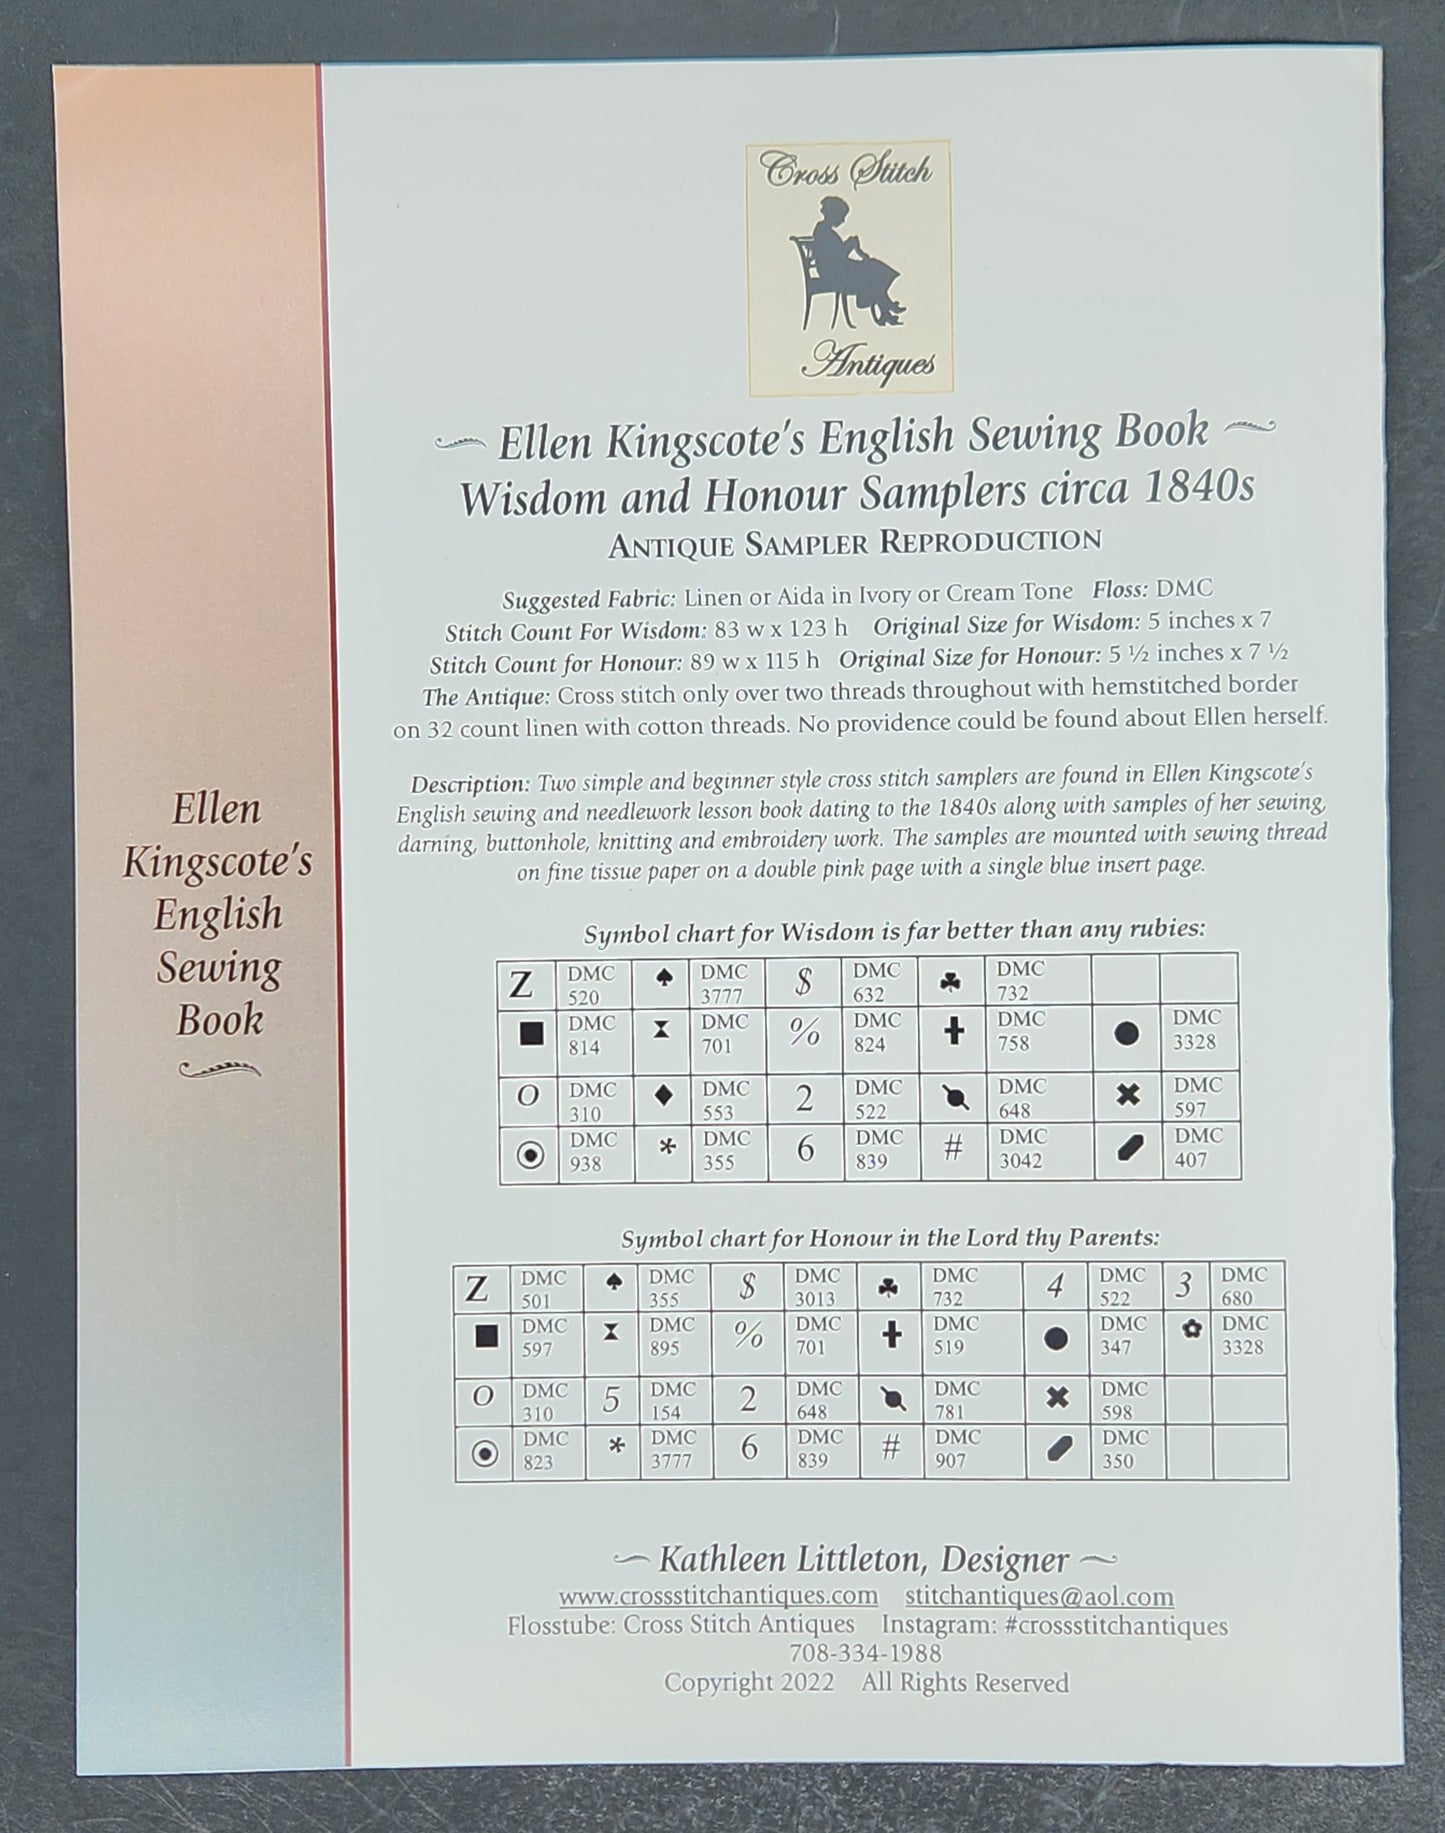 Cross Stitch
Antiques
Ellen Kingscote's English Sewing Book
Wisdom and Honour Samplers circa 1840s
ANTIQUE SAMPLER REPRODUCTION
Suggested Fabric: Linen or Aida in Ivory or Cream Tone Floss: DMC
Stitch Count For Wisdom: 83 w x 123 h Original Size for Wisdom: 5 inches x 7
Stitch Count for Honour: 89 w x 115 h Original Size for Honour: 5 ½ inches x 7 ½
The Antique: Cross stitch only over two threads throughout with hemstitched border
on 32 count linen with cotton threads. No providence could be found about Ellen herself.
Description: Two simple and beginner style cross stitch samplers are found in Ellen Kingscote's
English sewing and needlework lesson book dating to the 1840s along with samples of her sewing,
darning, buttonhole, knitting and embroidery work. The samples are mounted with sewing thread
on fine tissue paper on a double pink page with a single blue insert page.
Ellen
Kingscote's
English
Sewing
Book
Symbol chart for Wisdom is far better than any rubies:
Z DMC 520 ♠ DMC 3777 $ DMC 632 ♣ DMC 732
■ DMC 814 ⧗ DMC 701 % DMC 824 ✝ DMC 758 ● DMC 3328
O DMC 310 ♦ DMC 553 2 DMC 522 DMC 648 ✖ DMC 597
◉ DMC 938 * DMC 355 6 DMC 839 # DMC 3042 DMC 407
Symbol chart for Honour in the Lord thy Parents:
Z DMC 501 ♠ DMC 355 $ DMC 3013 ♣ DMC 732 4 DMC 522 3 DMC 680
■ DMC 597 ⧗ DMC 895 % DMC 701 ✝ DMC 519 ● DMC 347 ✿ DMC 3328
O DMC 310 5 DMC 154 2 DMC 648 DMC 781 ✖ DMC 598
◉ DMC 823 * DMC 3777 6 DMC 839 # DMC 907 DMC 350
Kathleen Littleton, Designer
www.crossstitchantiques.com stitchantiques@aol.com
Flosstube: Cross Stitch Antiques Instagram: #crossstitchantiques
708-334-1988
Copyright 2022 All Rights Reserved